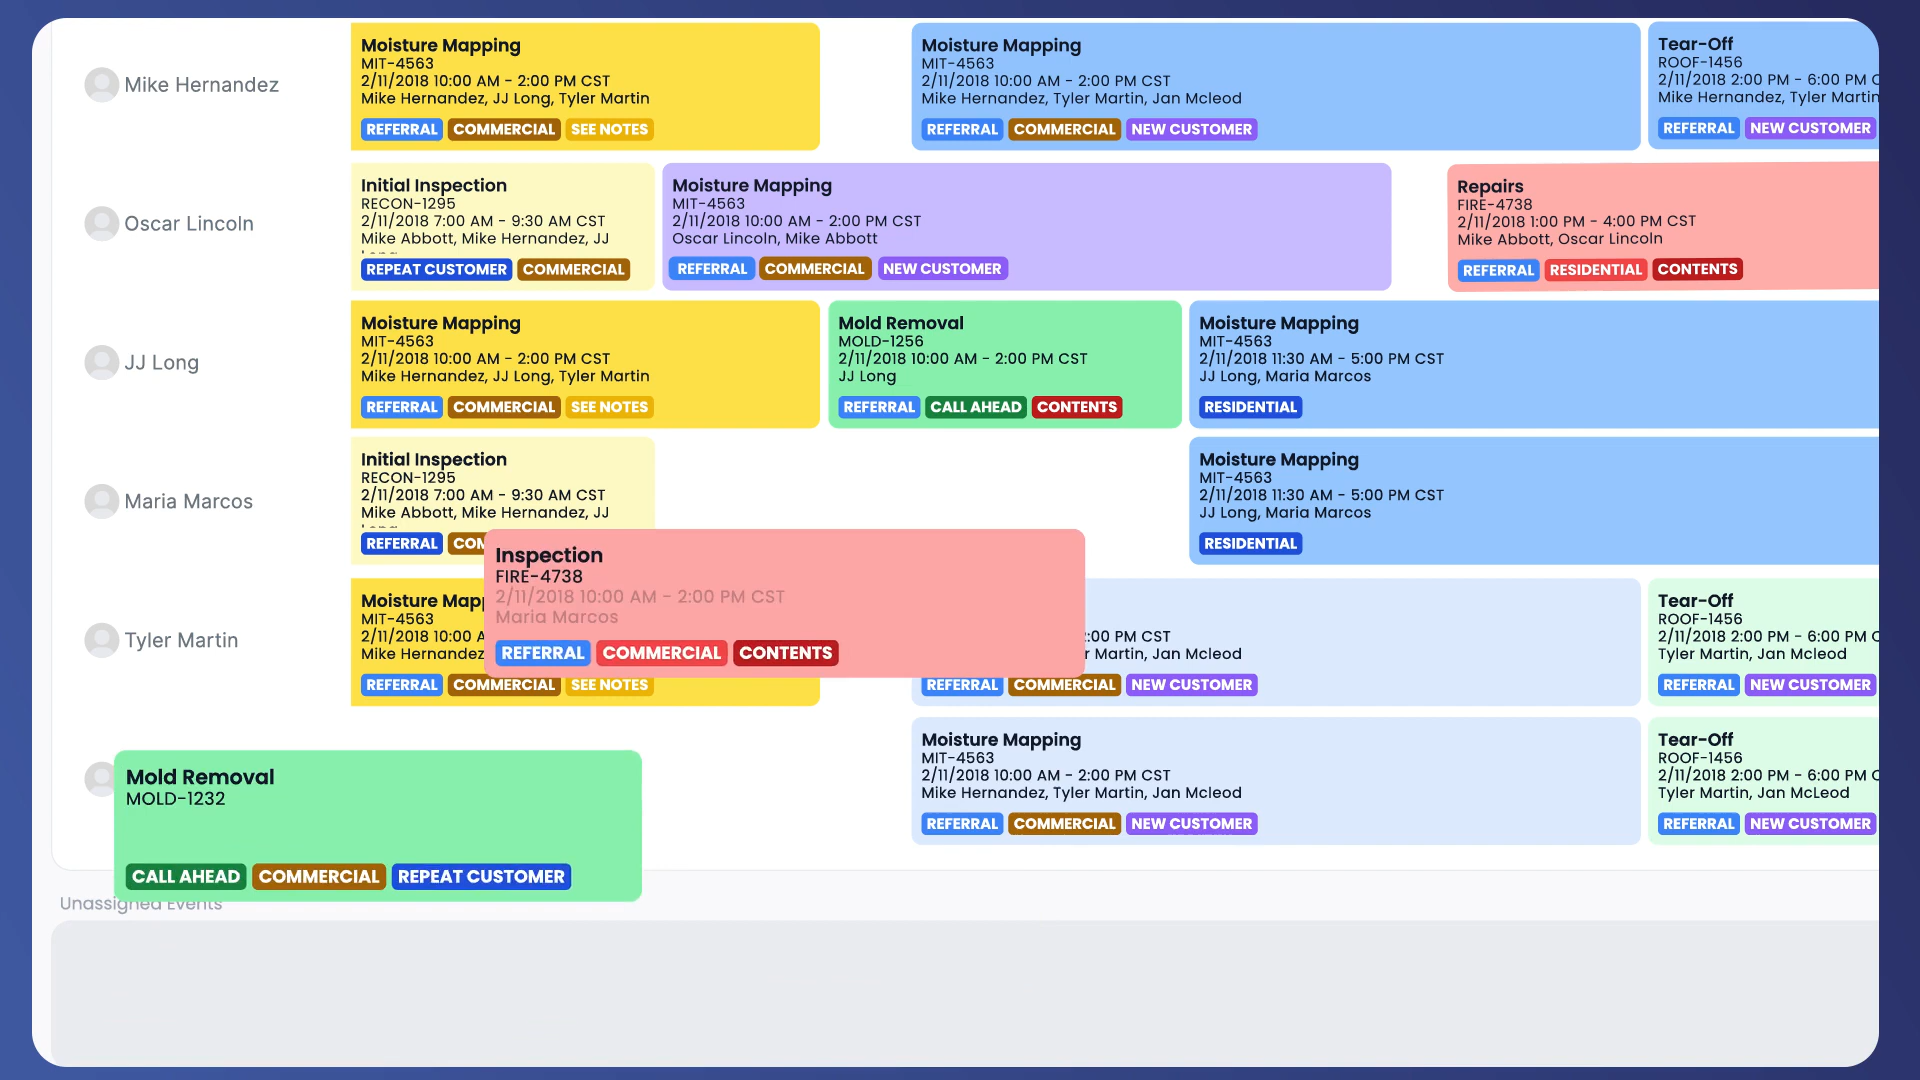 Mike Hernandez
Moisture Mapping
MIT-4563
2/11/2018 10:00 AM - 2:00 PM CST
Mike Hernandez, JJ Long, Tyler Martin
REFERRAL COMMERCIAL SEE NOTES
Moisture Mapping
MIT-4563
2/11/2018 10:00 AM - 2:00 PM CST
Mike Hernandez, Tyler Martin, Jan Mcleod
REFERRAL COMMERCIAL NEW CUSTOMER
Tear-Off
ROOF-1456
2/11/2018 2:00 PM - 6:00 PM C
Mike Hernandez, Tyler Martin
REFERRAL NEW CUSTOMER
Oscar Lincoln
Initial Inspection
RECON-1295
2/11/2018 7:00 AM - 9:30 AM CST
Mike Abbott, Mike Hernandez, JJ
REPEAT CUSTOMER COMMERCIAL
Moisture Mapping
MIT-4563
2/11/2018 10:00 AM - 2:00 PM CST
Oscar Lincoln, Mike Abbott
REFERRAL COMMERCIAL NEW CUSTOMER
Repairs
FIRE-4738
2/11/2018 1:00 PM - 4:00 PM CST
Mike Abbott, Oscar Lincoln
REFERRAL RESIDENTIAL CONTENTS
JJ Long
Moisture Mapping
MIT-4563
2/11/2018 10:00 AM - 2:00 PM CST
Mike Hernandez, JJ Long, Tyler Martin
REFERRAL COMMERCIAL SEE NOTES
Mold Removal
MOLD-1256
2/11/2018 10:00 AM - 2:00 PM CST
JJ Long
REFERRAL CALL AHEAD CONTENTS
Moisture Mapping
MIT-4563
2/11/2018 11:30 AM - 5:00 PM CST
JJ Long, Maria Marcos
RESIDENTIAL
Maria Marcos
Initial Inspection
RECON-1295
2/11/2018 7:00 AM - 9:30 AM CST
Mike Abbott, Mike Hernandez, JJ
REFERRAL COM
Moisture Mapping
MIT-4563
2/11/2018 11:30 AM - 5:00 PM CST
JJ Long, Maria Marcos
RESIDENTIAL
Inspection
FIRE-4738
2/11/2018 10:00 AM - 2:00 PM CST
Maria Marcos
REFERRAL COMMERCIAL CONTENTS
Tyler Martin
Moisture Mapp
MIT-4563
2/11/2018 10:00 A
Mike Hernandez
REFERRAL COMMERCIAL SEE NOTES
:00 PM CST
r Martin, Jan Mcleod
REFERRAL COMMERCIAL NEW CUSTOMER
Tear-Off
ROOF-1456
2/11/2018 2:00 PM - 6:00 PM C
Tyler Martin, Jan Mcleod
REFERRAL NEW CUSTOMER
Mold Removal
MOLD-1232
CALL AHEAD COMMERCIAL REPEAT CUSTOMER
Moisture Mapping
MIT-4563
2/11/2018 10:00 AM - 2:00 PM CST
Mike Hernandez, Tyler Martin, Jan Mcleod
REFERRAL COMMERCIAL NEW CUSTOMER
Tear-Off
ROOF-1456
2/11/2018 2:00 PM - 6:00 PM C
Tyler Martin, Jan McLeod
REFERRAL NEW CUSTOMER
Unassigned Events